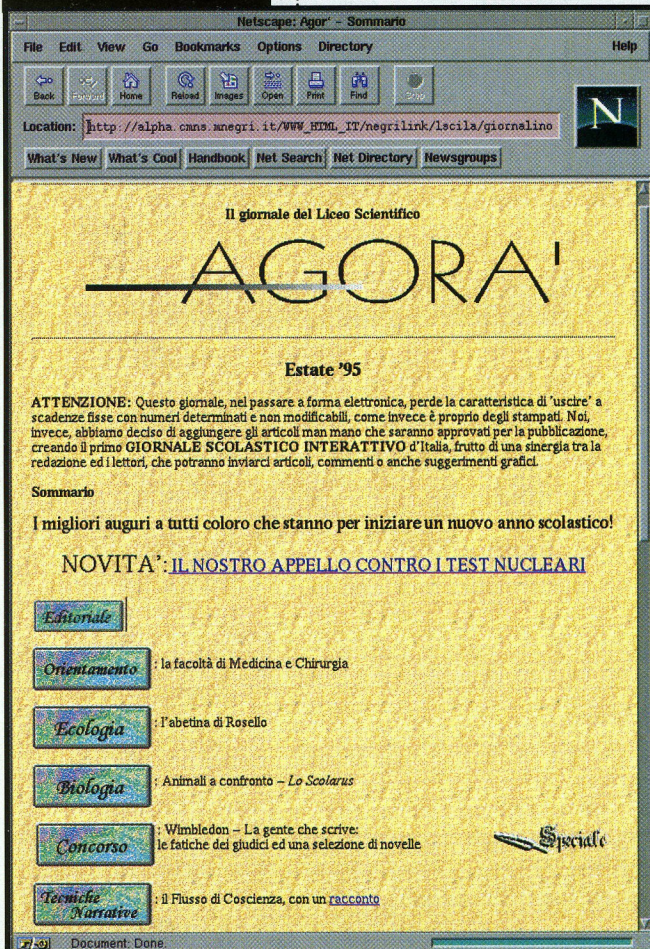 Netscape: Agor' – Sommario
File Edit View Go Bookmarks Options Directory Help
Back Forward Home Reload Images Open Print Find Stop
N
Location: http://alpha.cmns.mnegri.it/WWW_HTML_IT/negrilink/lscila/giornalino
What's New What's Cool Handbook Net Search Net Directory Newsgroups
Il giornale del Liceo Scientifico
AGORA'
Estate '95
ATTENZIONE: Questo giornale, nel passare a forma elettronica, perde la caratteristica di 'uscire' a
scadenze fisse con numeri determinati e non modificabili, come invece è proprio degli stampati. Noi,
invece, abbiamo deciso di aggiungere gli articoli man mano che saranno approvati per la pubblicazione,
creando il primo GIORNALE SCOLASTICO INTERATTIVO d'Italia, frutto di una sinergia tra la
redazione ed i lettori, che potranno inviarci articoli, commenti o anche suggerimenti grafici.
Sommario
I migliori auguri a tutti coloro che stanno per iniziare un nuovo anno scolastico!
NOVITA': IL NOSTRO APPELLO CONTRO I TEST NUCLEARI
Editoriale
Orientamento : la facoltà di Medicina e Chirurgia
Ecologia : l'abetina di Rosello
Biologia : Animali a confronto – Lo Scolarus
Concorso : Wimbledon – La gente che scrive:
le fatiche dei giudici ed una selezione di novelle
Speciale
Tecniche
Narrative : il Flusso di Coscienza, con un racconto
Document: Done.